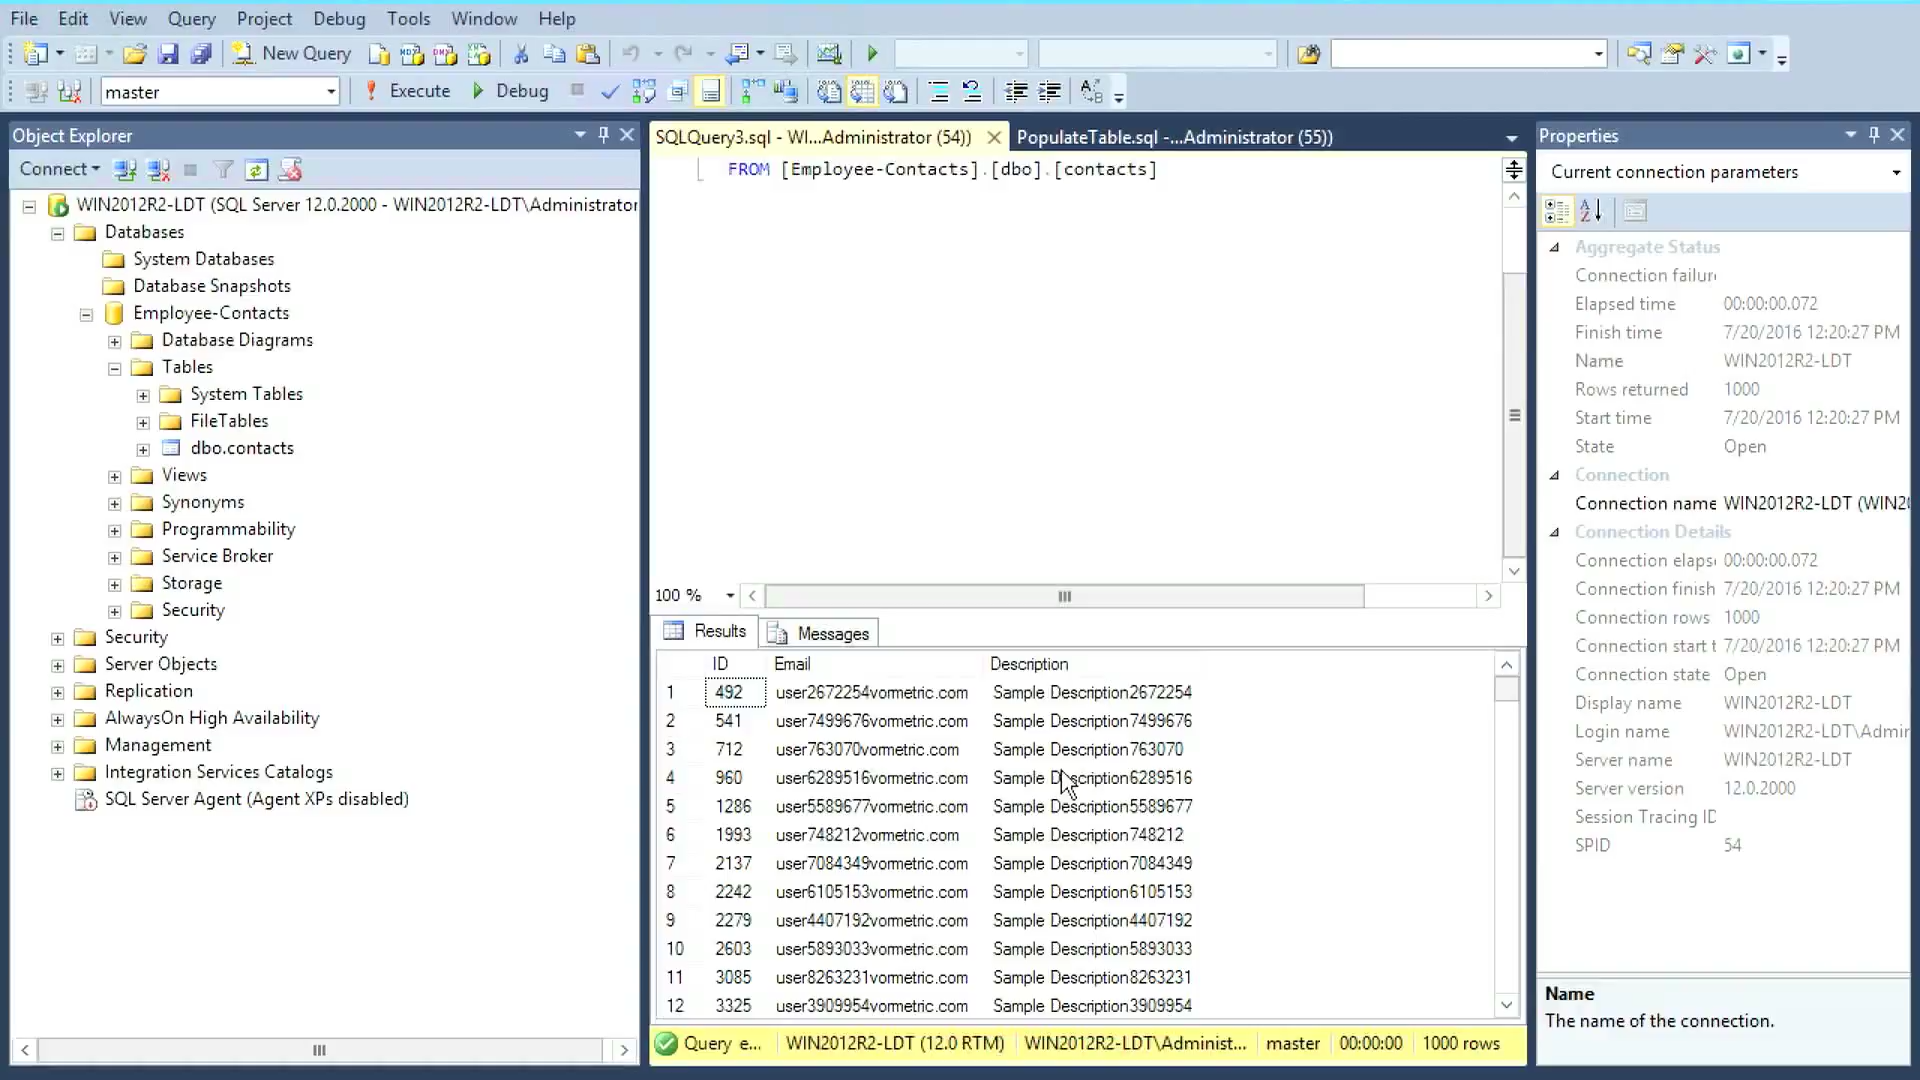 File Edit View Query Project Debug Tools Window Help
New Query
master Execute Debug
Object Explorer
Connect
WIN2012R2-LDT (SQL Server 12.0.2000 - WIN2012R2-LDT\Administrator
Databases
System Databases
Database Snapshots
Employee-Contacts
Database Diagrams
Tables
System Tables
FileTables
dbo.contacts
Views
Synonyms
Programmability
Service Broker
Storage
Security
Security
Server Objects
Replication
AlwaysOn High Availability
Management
Integration Services Catalogs
SQL Server Agent (Agent XPs disabled)
SQLQuery3.sql - WI...Administrator (54)) PopulateTable.sql -...Administrator (55))
FROM [Employee-Contacts].[dbo].[contacts]
100 %
Results Messages
ID Email Description
1 492 user2672254vormetric.com Sample Description2672254
2 541 user7499676vormetric.com Sample Description7499676
3 712 user763070vormetric.com Sample Description763070
4 960 user6289516vormetric.com Sample Description6289516
5 1286 user5589677vormetric.com Sample Description5589677
6 1993 user748212vormetric.com Sample Description748212
7 2137 user7084349vormetric.com Sample Description7084349
8 2242 user6105153vormetric.com Sample Description6105153
9 2279 user4407192vormetric.com Sample Description4407192
10 2603 user5893033vormetric.com Sample Description5893033
11 3085 user8263231vormetric.com Sample Description8263231
12 3325 user3909954vormetric.com Sample Description3909954
Query e... WIN2012R2-LDT (12.0 RTM) WIN2012R2-LDT\Administ... master 00:00:00 1000 rows
Properties
Current connection parameters
Aggregate Status
Connection failure
Elapsed time 00:00:00.072
Finish time 7/20/2016 12:20:27 PM
Name WIN2012R2-LDT
Rows returned 1000
Start time 7/20/2016 12:20:27 PM
State Open
Connection
Connection name WIN2012R2-LDT (WIN20
Connection Details
Connection elaps 00:00:00.072
Connection finish 7/20/2016 12:20:27 PM
Connection rows 1000
Connection start t 7/20/2016 12:20:27 PM
Connection state Open
Display name WIN2012R2-LDT
Login name WIN2012R2-LDT\Admir
Server name WIN2012R2-LDT
Server version 12.0.2000
Session Tracing ID
SPID 54
Name
The name of the connection.